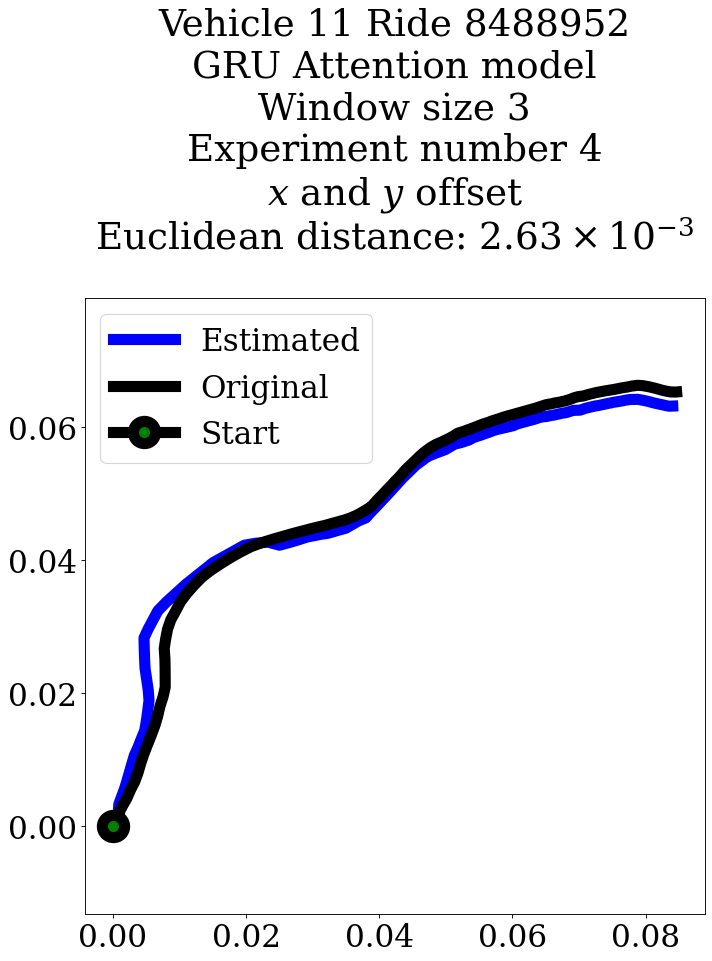 Vehicle 11 Ride 8488952
GRU Attention model
Window size 3
Experiment number 4
x and y offset
Euclidean distance: 2.63 × 10⁻³
Estimated
Original
Start
0.06
0.04
0.02
0.00
0.00 0.02 0.04 0.06 0.08